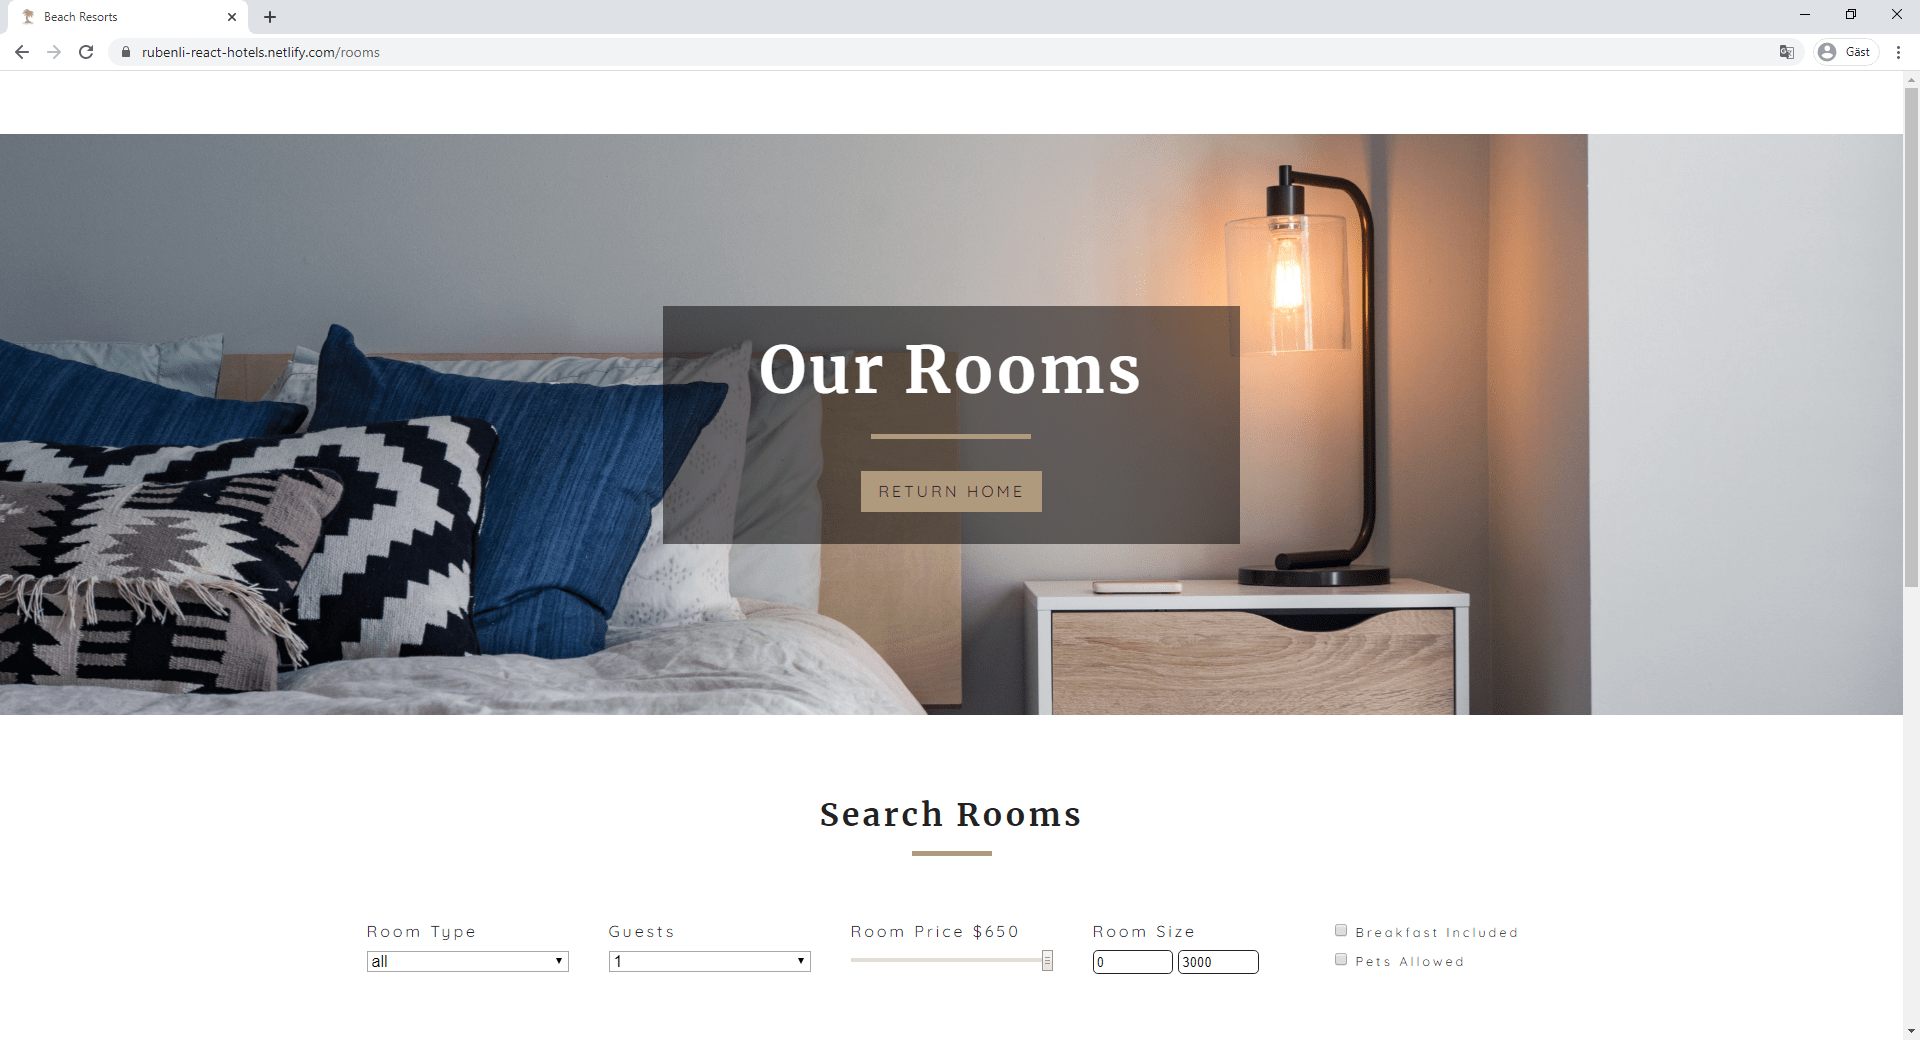 Beach Resorts
rubenli-react-hotels.netlify.com/rooms
Gäst
Our Rooms
RETURN HOME
Search Rooms
Room Type
Guests
Room Price $650
Room Size
Breakfast Included
all
1
0
3000
Pets Allowed